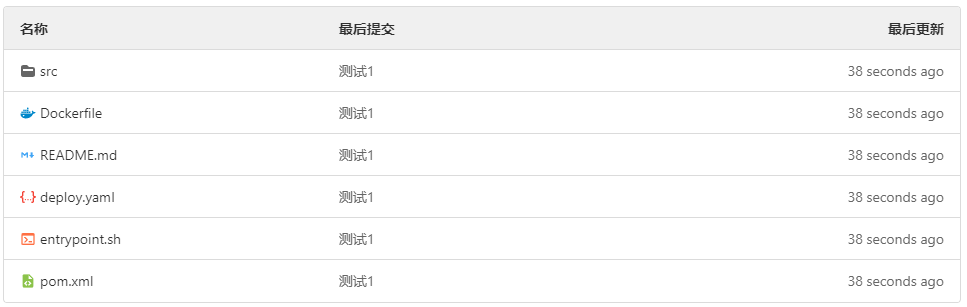 名称 最后提交 最后更新
src 测试1 38 seconds ago
Dockerfile 测试1 38 seconds ago
README.md 测试1 38 seconds ago
deploy.yaml 测试1 38 seconds ago
entrypoint.sh 测试1 38 seconds ago
pom.xml 测试1 38 seconds ago